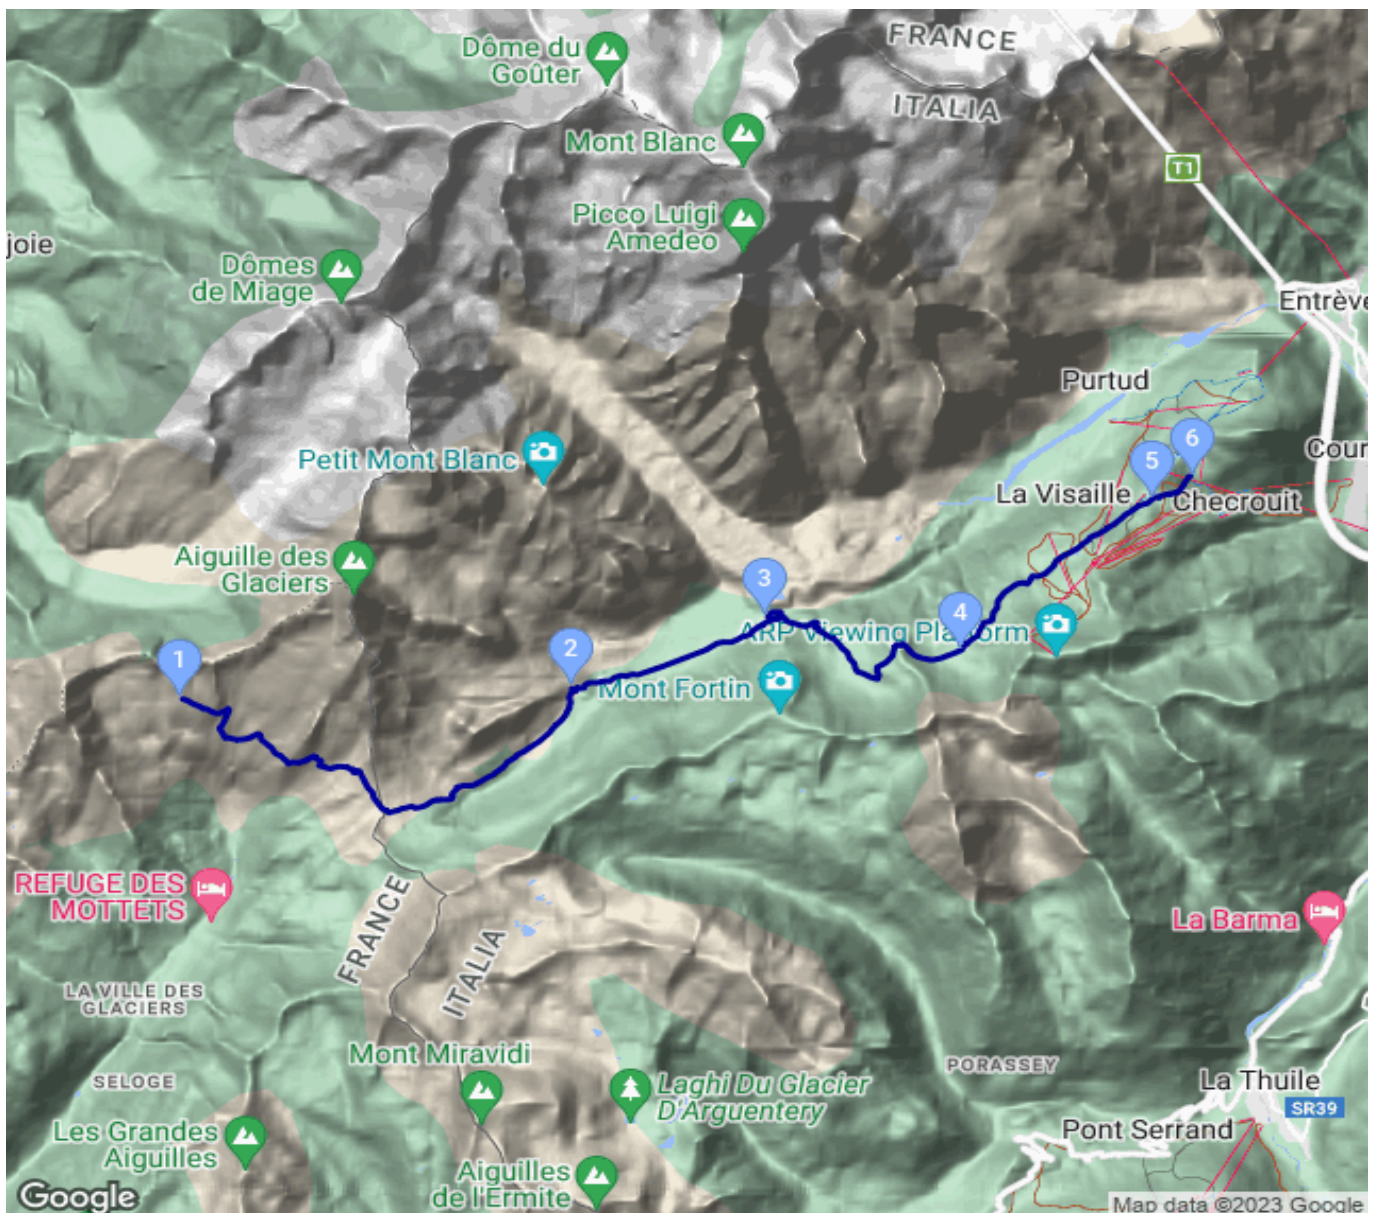 FRANCE
Dôme du
Goûter
ITALIA
Mont Blanc
T1
Picco Luigi
Amedeo
joie
Dômes
de Miage
Entrève
Purtud
6
Petit Mont Blanc
5
Cour
La Visaille
Checrouit
Aiguille des
Glaciers
3
4
ARP Viewing Platform
2
1
Mont Fortin
REFUGE DES
MOTTETS
FRANCE
La Barma
ITALIA
LA VILLE DES
GLACIERS
Mont Miravidi
PORASSEY
SELOGE
Laghi Du Glacier
D'Arguentery
La Thuile
SR39
Les Grandes
Aiguilles
Pont Serrand
Aiguilles
de l'Ermite
Google
Map data ©2023 Google